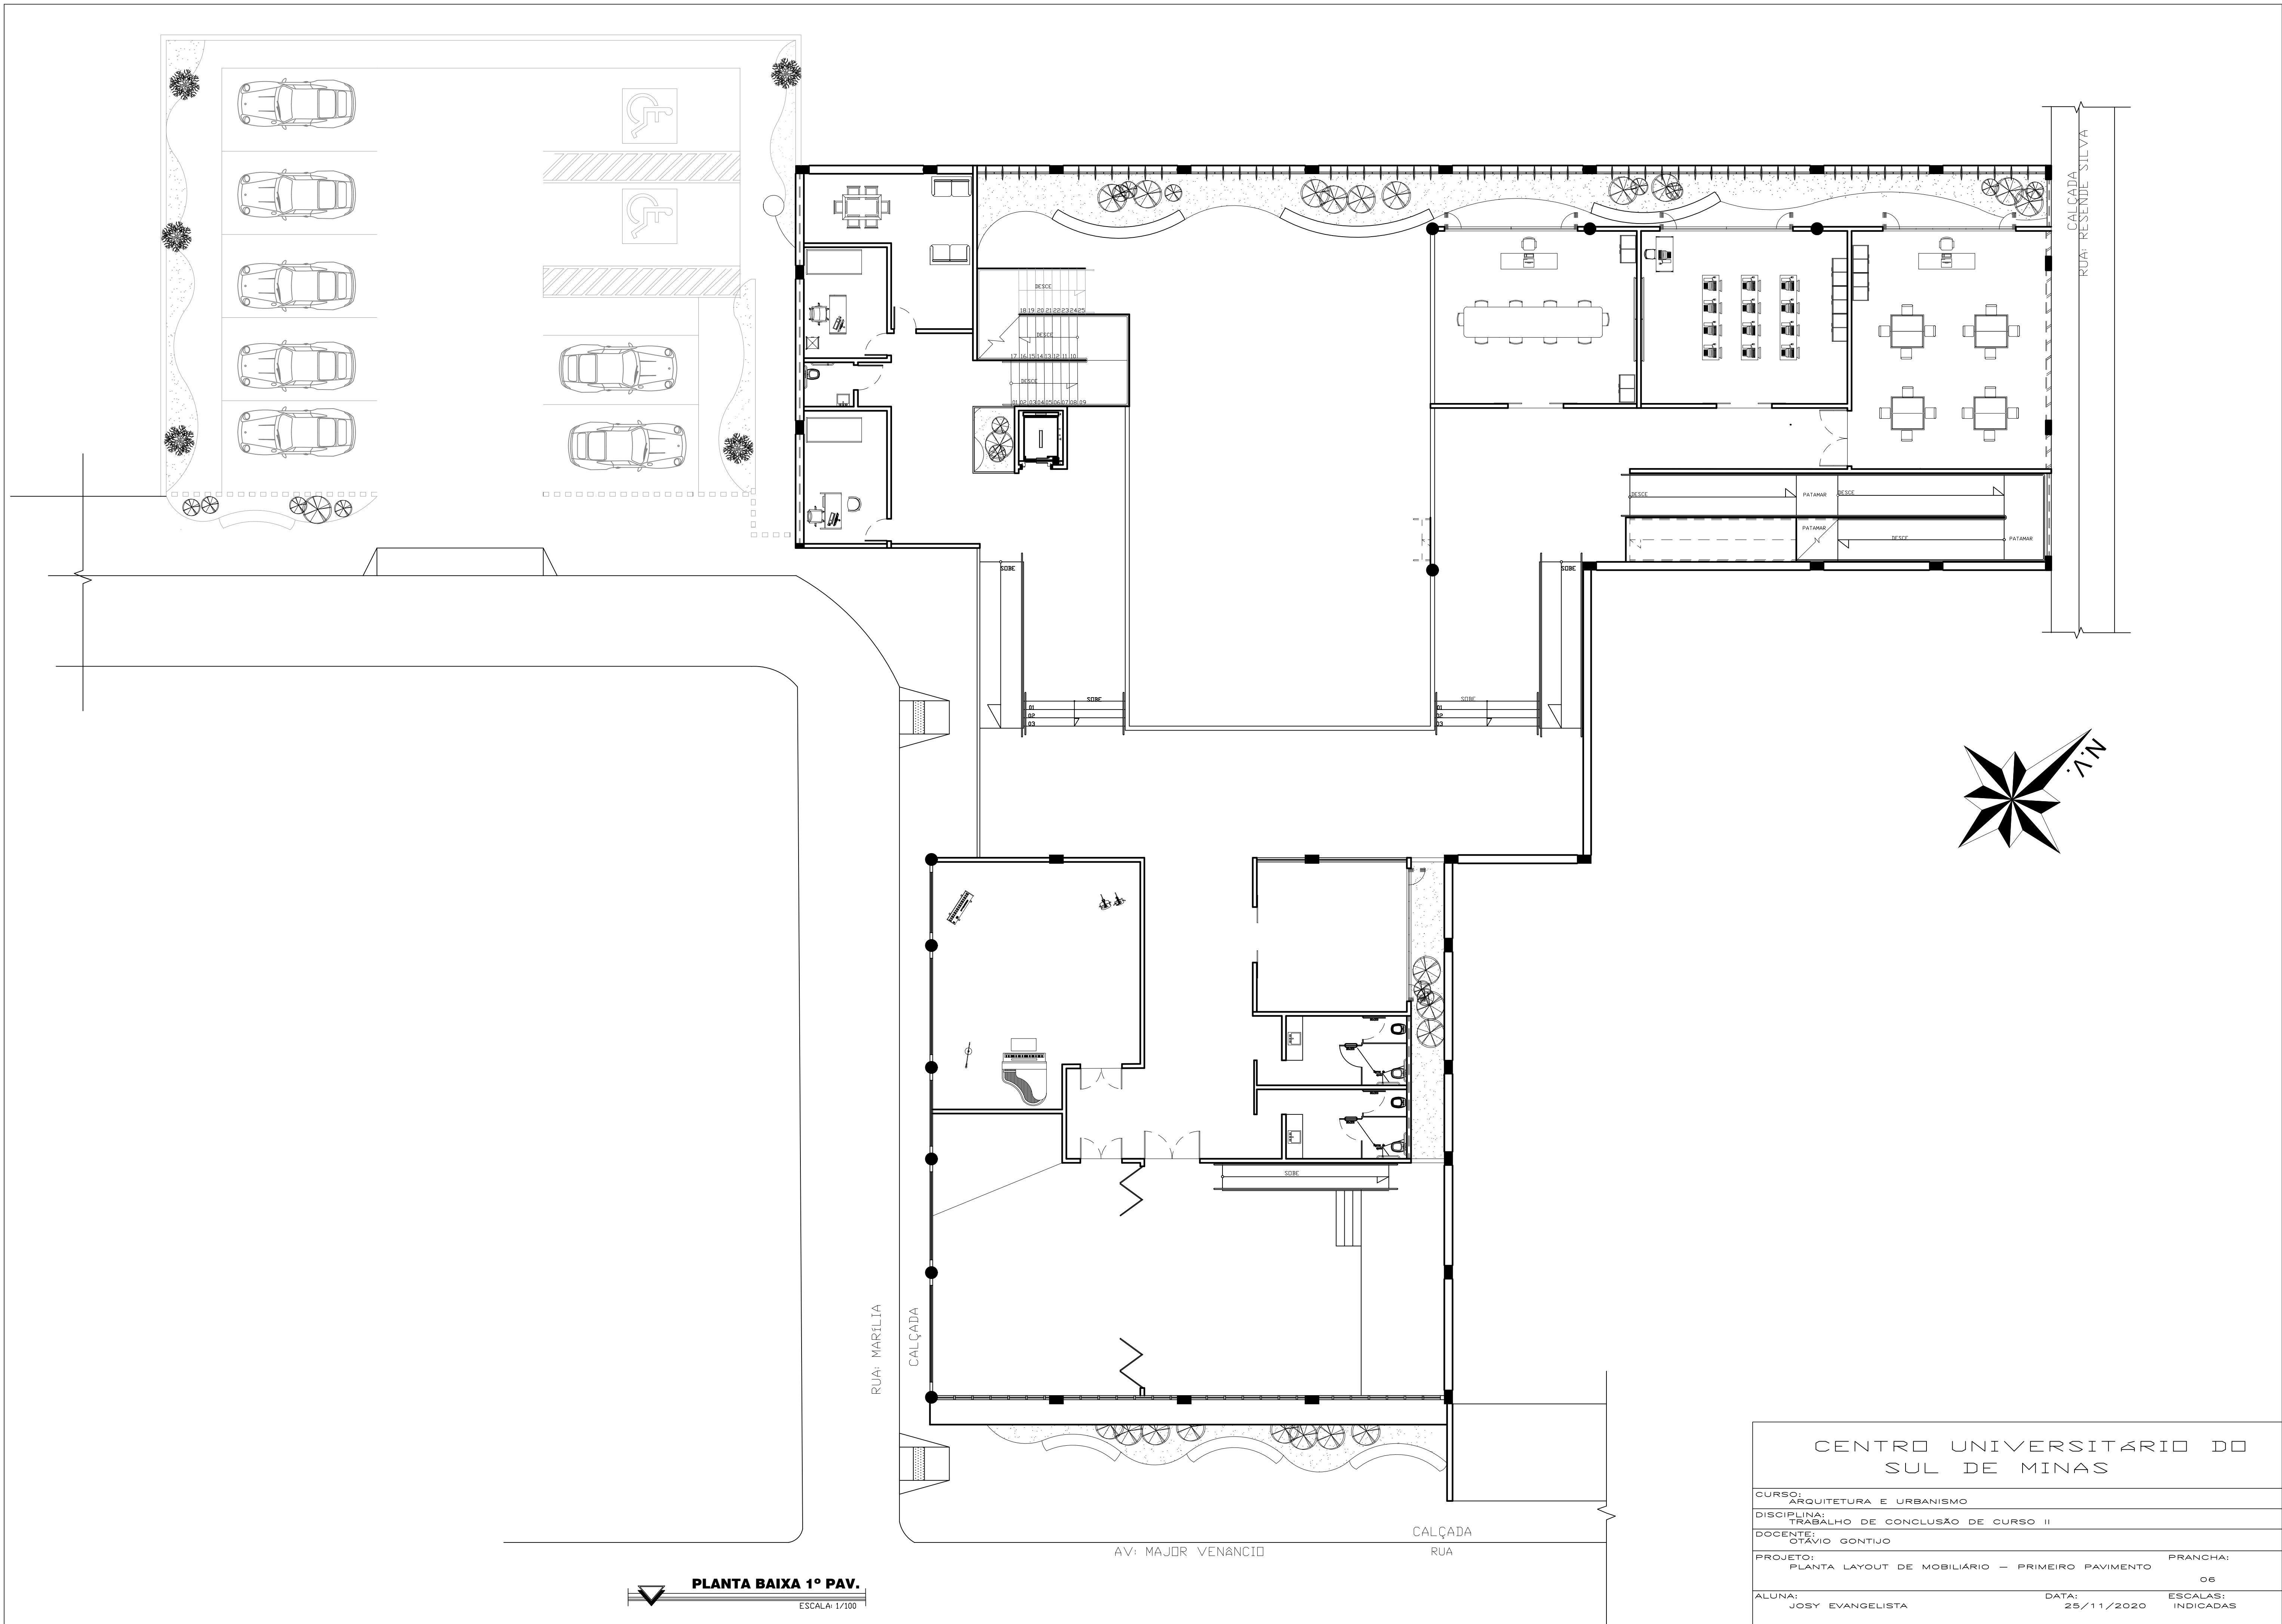 CALÇADA
RUA: RESENDE SILVA
DESCE
18 19 20 21 22 23 24 25
DESCE
17 16 15 14 13 12 11 10
DESCE
01 02 03 04 05 06 07 08 09
DESCE
PATAMAR
DESCE
PATAMAR
DESCE
PATAMAR
SOBE
SOBE
SOBE
01
02
03
SOBE
01
02
03
N.V.
SOBE
RUA: MARÍLIA
CALÇADA
CALÇADA
AV: MAJOR VENÂNCIO
RUA
PLANTA BAIXA 1º PAV.
ESCALA: 1/100
CENTRO UNIVERSITÁRIO DO
SUL DE MINAS
CURSO:
ARQUITETURA E URBANISMO
DISCIPLINA:
TRABALHO DE CONCLUSÃO DE CURSO II
DOCENTE:
OTÁVIO GONTIJO
PROJETO:
PLANTA LAYOUT DE MOBILIÁRIO – PRIMEIRO PAVIMENTO
PRANCHA:
06
ALUNA:
JOSY EVANGELISTA
DATA:
25/11/2020
ESCALAS:
INDICADAS